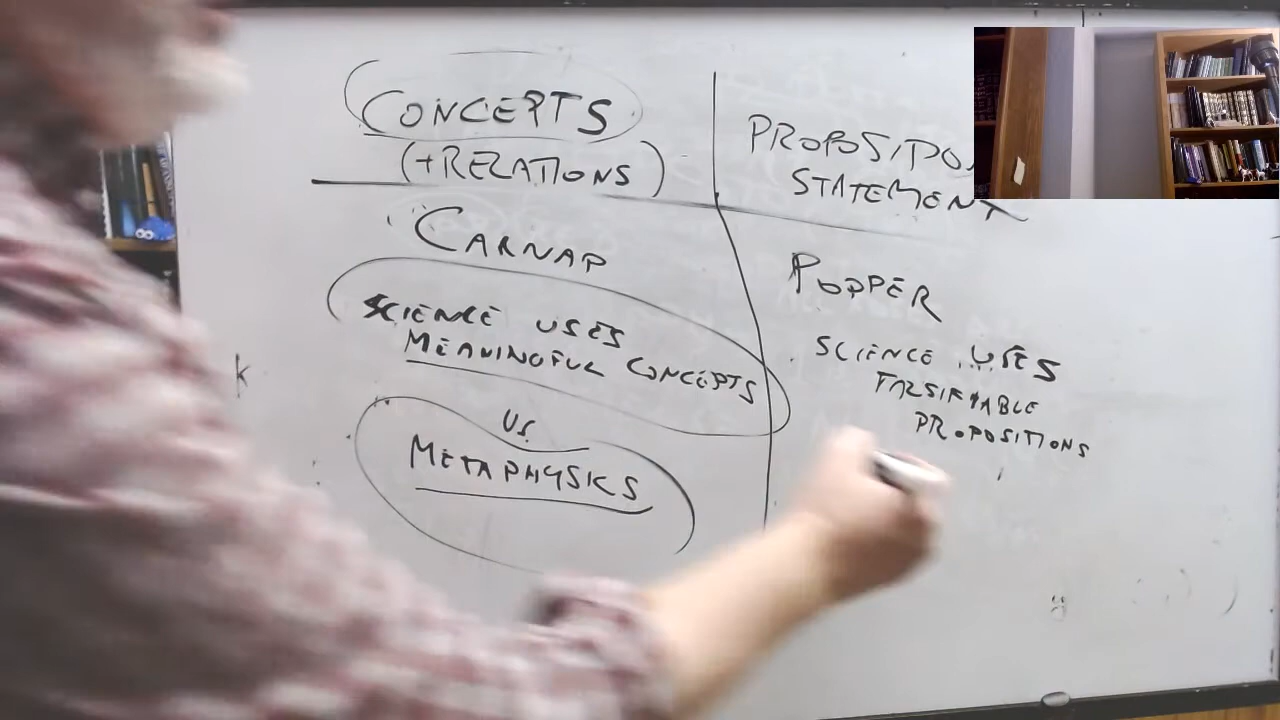 CONCEPTS
(+RELATIONS)
CARNAP
SCIENCE USES
MEANINGFUL CONCEPTS
VS
METAPHYSICS
k
STATEMENT
POPPER
SCIENCE USES
FALSIFIABLE
PROPOSITIONS